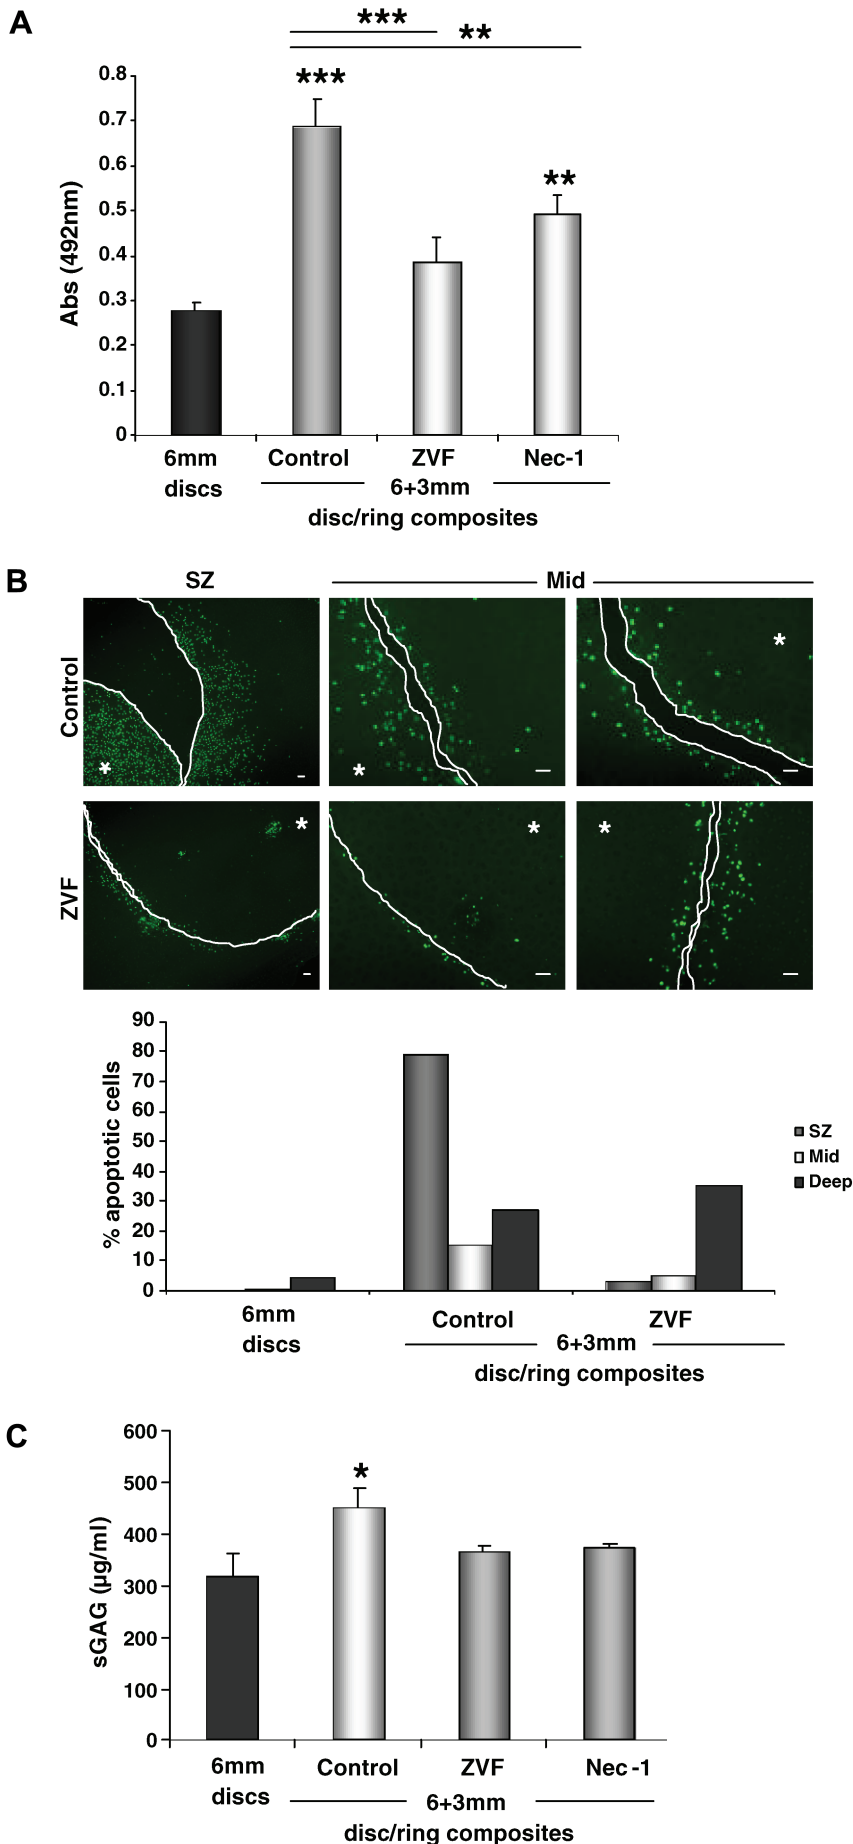 A
***
**
***
**
0.8
0.7
0.6
0.5
0.4
0.3
0.2
0.1
0
Abs (492nm)
6mm discs
Control
ZVF
Nec-1
6+3mm
disc/ring composites
B
SZ
Mid
Control
*
*
*
ZVF
*
*
*
90
80
70
60
50
40
30
20
10
0
% apoptotic cells
SZ
Mid
Deep
6mm discs
Control
ZVF
6+3mm
disc/ring composites
C
600
500
400
300
200
100
0
sGAG (µg/ml)
*
6mm discs
Control
ZVF
Nec -1
6+3mm
disc/ring composites